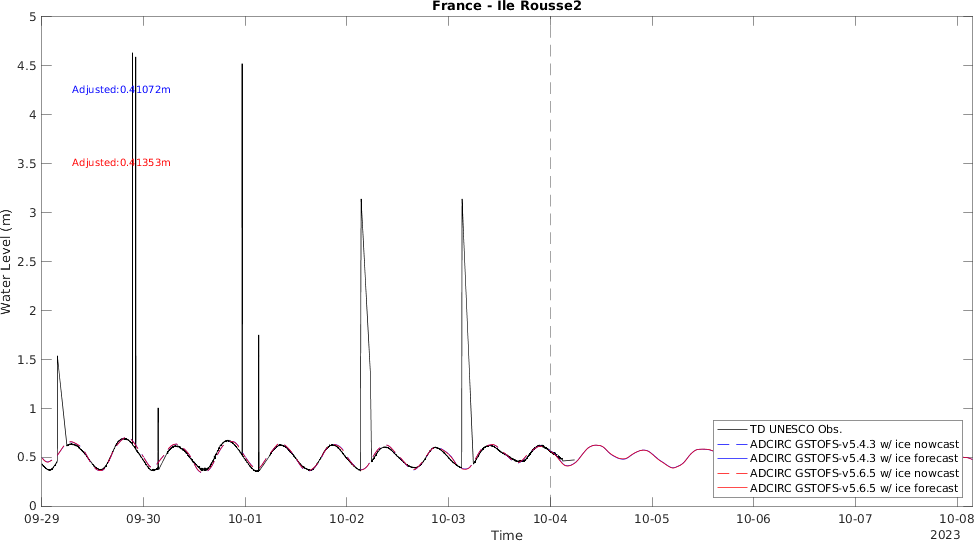 France - Ile Rousse2
Water Level (m)
5
4.5
4
3.5
3
2.5
2
1.5
1
0.5
0
Adjusted:0.41072m
Adjusted:0.41353m
TD UNESCO Obs.
ADCIRC GSTOFS-v5.4.3 w/ ice nowcast
ADCIRC GSTOFS-v5.4.3 w/ ice forecast
ADCIRC GSTOFS-v5.6.5 w/ ice nowcast
ADCIRC GSTOFS-v5.6.5 w/ ice forecast
09-29 09-30 10-01 10-02 10-03 10-04 10-05 10-06 10-07 10-08
2023
Time